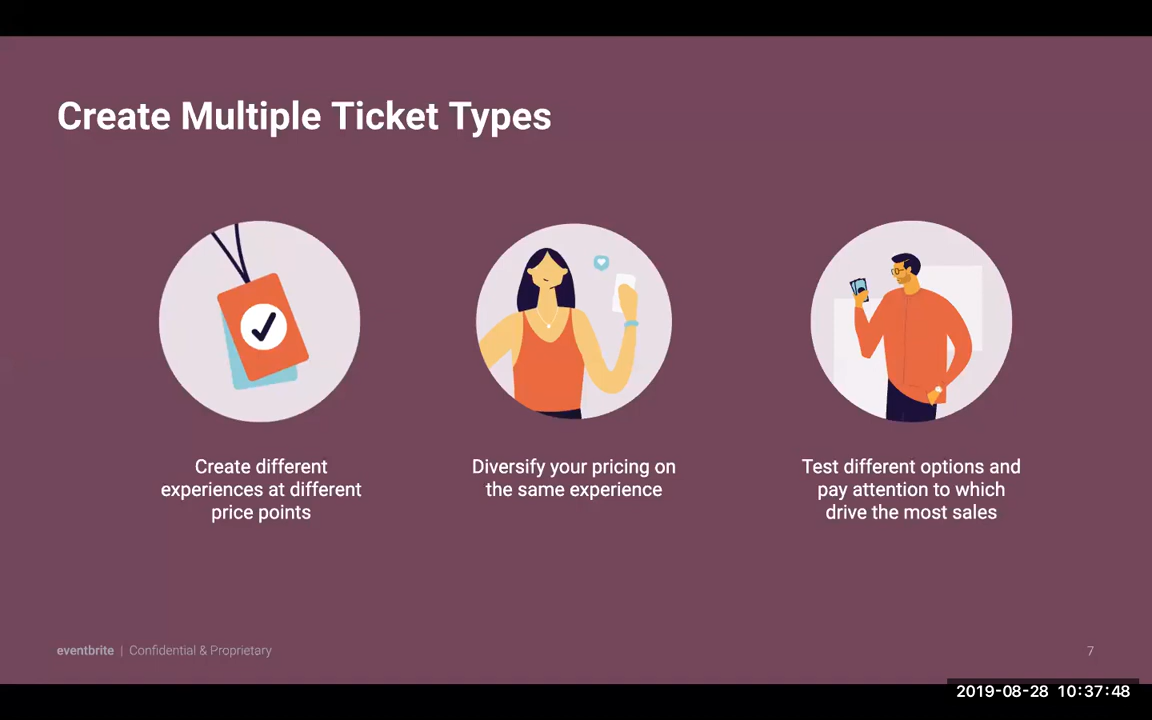 Create Multiple Ticket Types
Create different
experiences at different
price points
Diversify your pricing on
the same experience
Test different options and
pay attention to which
drive the most sales
eventbrite | Confidential & Proprietary
7
2019-08-28 10:37:48